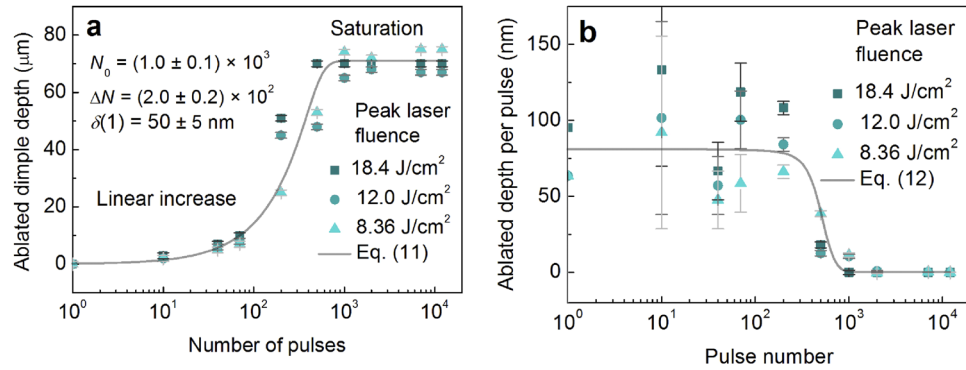 a
Saturation
N₀ = (1.0 ± 0.1) × 10³
ΔN = (2.0 ± 0.2) × 10²
δ(1) = 50 ± 5 nm
Peak laser
fluence
18.4 J/cm²
12.0 J/cm²
8.36 J/cm²
Eq. (11)
Linear increase
Ablated dimple depth (μm)
80
60
40
20
0
10⁰
10¹
10²
10³
10⁴
Number of pulses
b
Peak laser
fluence
18.4 J/cm²
12.0 J/cm²
8.36 J/cm²
Eq. (12)
Ablated depth per pulse (nm)
150
100
50
0
10⁰
10¹
10²
10³
10⁴
Pulse number